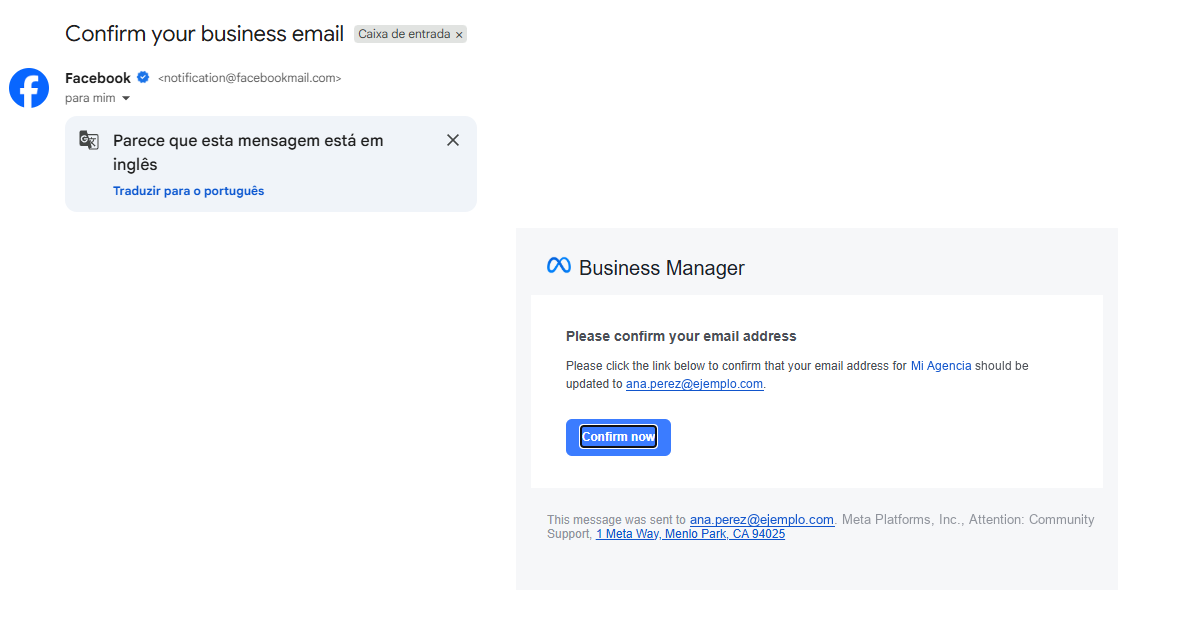 Confirm your business email Caixa de entrada ×
Facebook <notification@facebookmail.com>
para mim
Parece que esta mensagem está em
inglês
Traduzir para o português
Business Manager
Please confirm your email address
Please click the link below to confirm that your email address for Mi Agencia should be
updated to ana.perez@ejemplo.com.
Confirm now
This message was sent to ana.perez@ejemplo.com. Meta Platforms, Inc., Attention: Community
Support, 1 Meta Way, Menlo Park, CA 94025